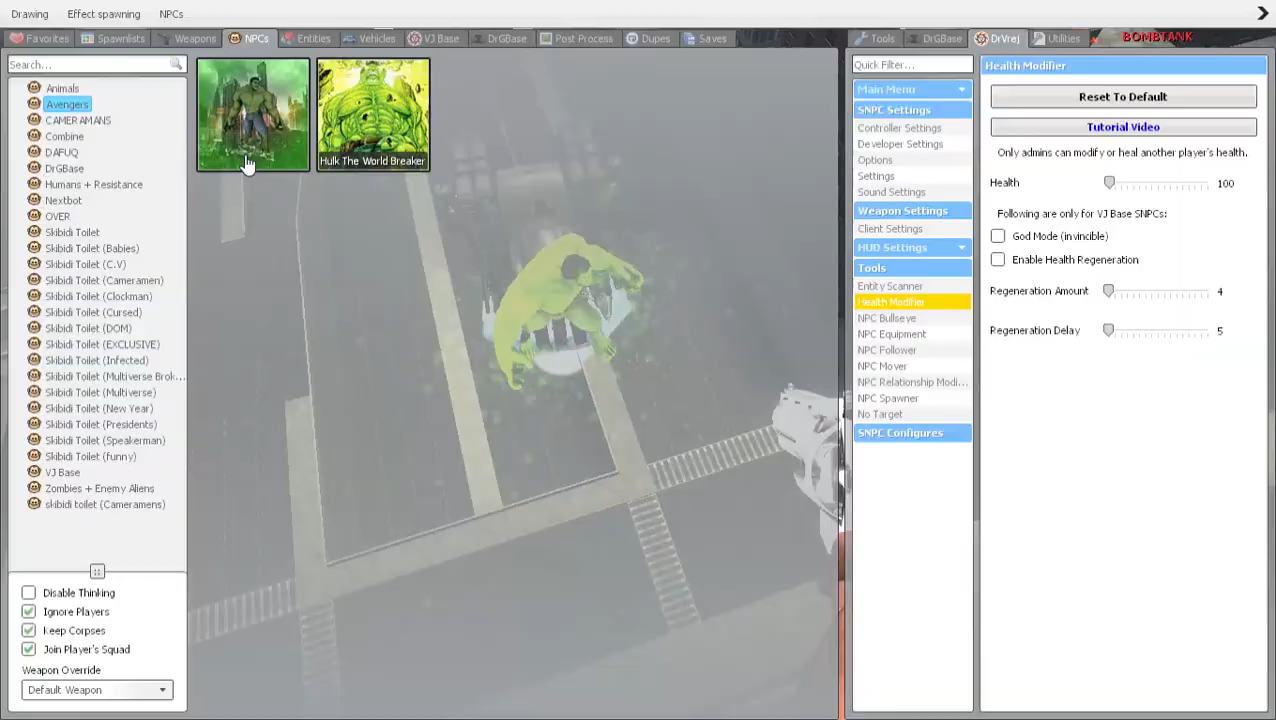 Drawing Effect spawning NPCs
Favorites Spawnlists Weapons NPCs Entities Vehicles VJ Base DrGBase Post Process Dupes Saves
Tools DrGBase DrVrej Utilities BOMBTANK
Search...
Animals
Avengers
CAMERAMANS
Combine
DAFUQ
DrGBase
Humans + Resistance
Nextbot
OVER
Skibidi Toilet
Skibidi Toilet (Babies)
Skibidi Toilet (C.V)
Skibidi Toilet (Cameramen)
Skibidi Toilet (Clockman)
Skibidi Toilet (Cursed)
Skibidi Toilet (DOM)
Skibidi Toilet (EXCLUSIVE)
Skibidi Toilet (Infected)
Skibidi Toilet (Multiverse Brok...
Skibidi Toilet (Multiverse)
Skibidi Toilet (New Year)
Skibidi Toilet (Presidents)
Skibidi Toilet (Speakerman)
Skibidi Toilet (funny)
VJ Base
Zombies + Enemy Aliens
skibidi toilet (Cameramens)
Disable Thinking
Ignore Players
Keep Corpses
Join Player's Squad
Weapon Override
Default Weapon
Hulk The World Breaker
Quick Filter...
Main Menu
SNPC Settings
Controller Settings
Developer Settings
Options
Settings
Sound Settings
Weapon Settings
Client Settings
HUD Settings
Tools
Entity Scanner
Health Modifier
NPC Bullseye
NPC Equipment
NPC Follower
NPC Mover
NPC Relationship Modi...
NPC Spawner
No Target
SNPC Configures
Health Modifier
Reset To Default
Tutorial Video
Only admins can modify or heal another player's health.
Health 100
Following are only for VJ Base SNPCs:
God Mode (invincible)
Enable Health Regeneration
Regeneration Amount 4
Regeneration Delay 5